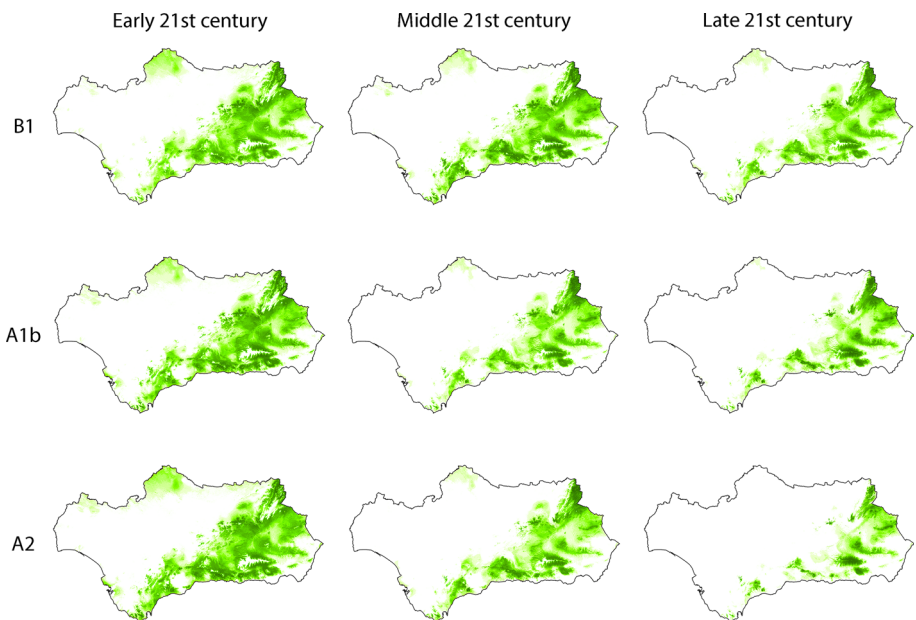 Early 21st century
Middle 21st century
Late 21st century
B1
A1b
A2